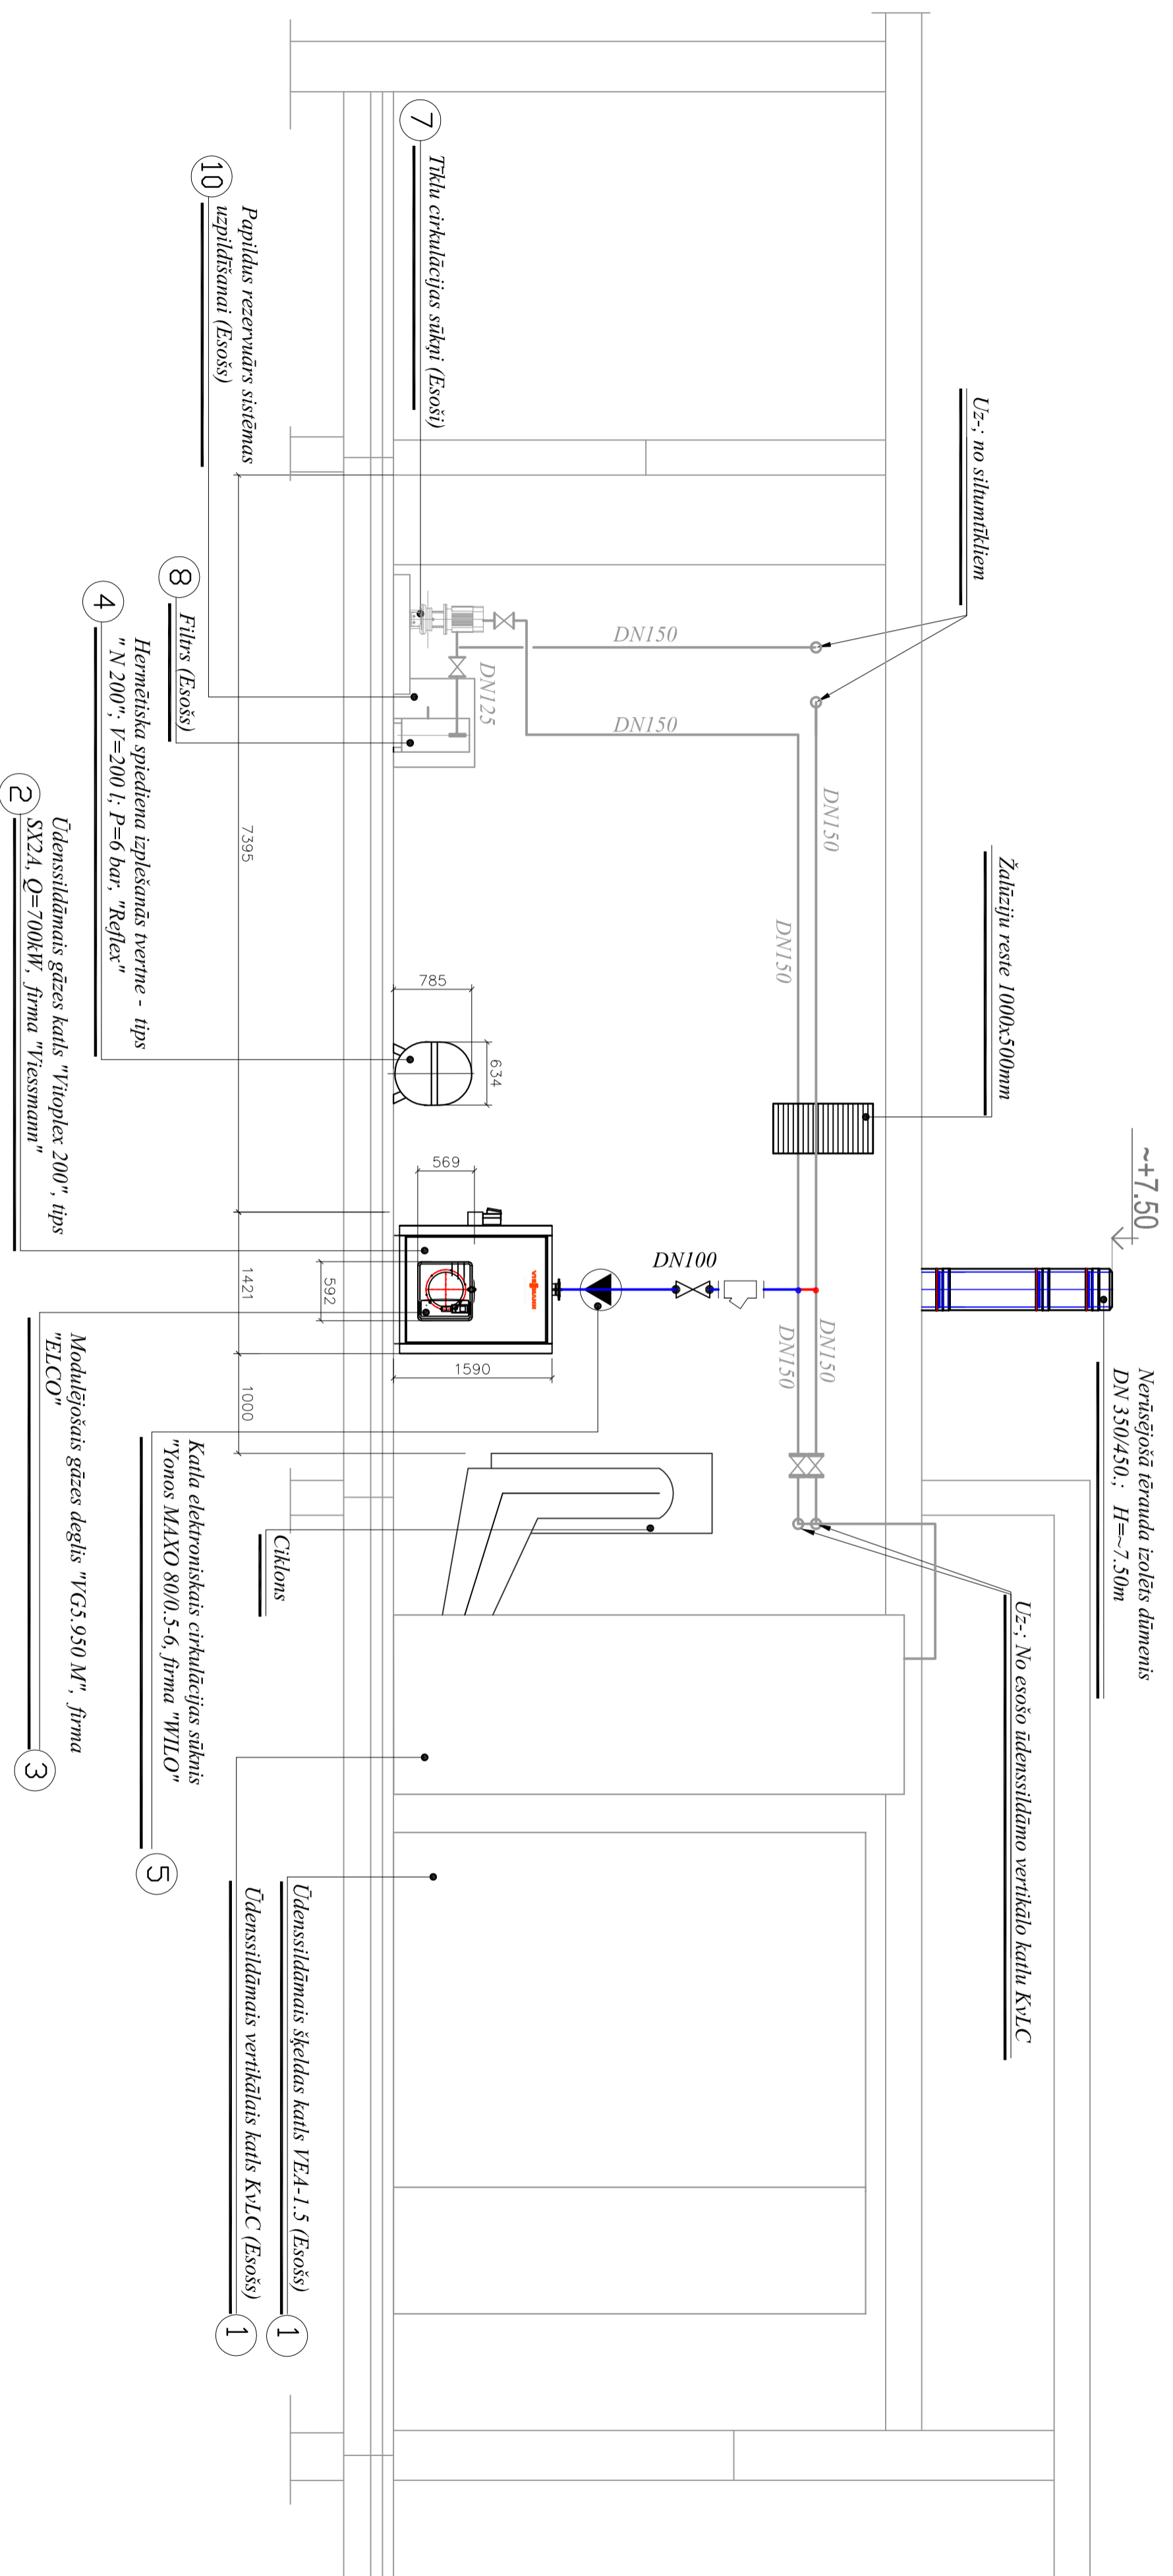 ~+7.50
Nerūsējošā tērauda izolēts dūmenis
DN 350/450.; H=~7.50m
Uz-; no siltumtīkliem
Žalūziju reste 1000x500mm
Uz-; No esošo ūdenssildāmo vertikālo katlu KvLC
DN150
DN150
DN150
DN150
DN150
DN150
DN125
DN100
7
Tīklu cirkulācijas sūkņi (Esoši)
10
Papildus rezervuārs sistēmas
uzpildīšanai (Esošs)
8
Filtrs (Esošs)
4
Hermētiska spiediena izplešanās tvertne - tips
" N 200"; V=200 l; P=6 bar, "Reflex"
2
Ūdenssildāmais gāzes katls "Vitoplex 200", tips
SX2A, Q=700kW, firma "Viessmann"
785
634
569
592
VIESSMANN
1590
7395
1421
1000
Ciklons
Modulējošais gāzes deglis "VG5.950 M", firma
"ELCO"
3
Katla elektroniskais cirkulācijas sūknis
"Yonos MAXO 80/0.5-6, firma "WILO"
5
Ūdenssildāmais šķeldas katls VEA-1.5 (Esošs)
1
Ūdenssildāmais vertikālais katls KvLC (Esošs)
1